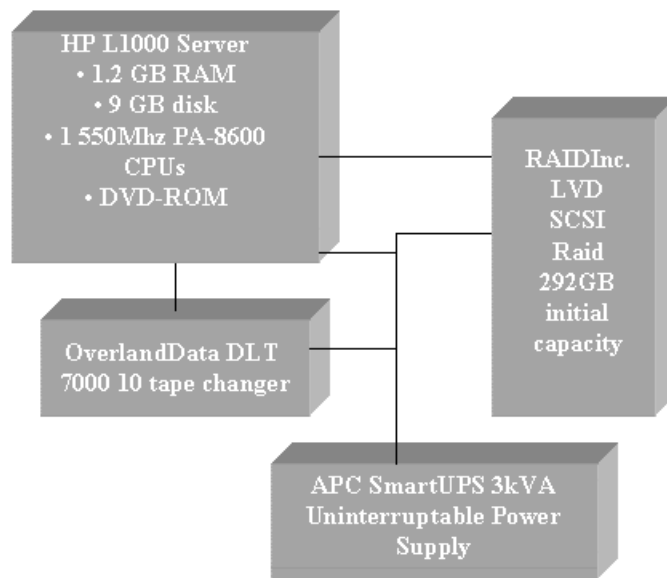 HP L1000 Server
• 1.2 GB RAM
• 9 GB disk
• 1 550Mhz PA-8600
CPUs
• DVD-ROM
RAIDInc.
LVD
SCSI
Raid
292GB
initial
capacity
OverlandData DLT
7000 10 tape changer
APC SmartUPS 3kVA
Uninterruptable Power
Supply